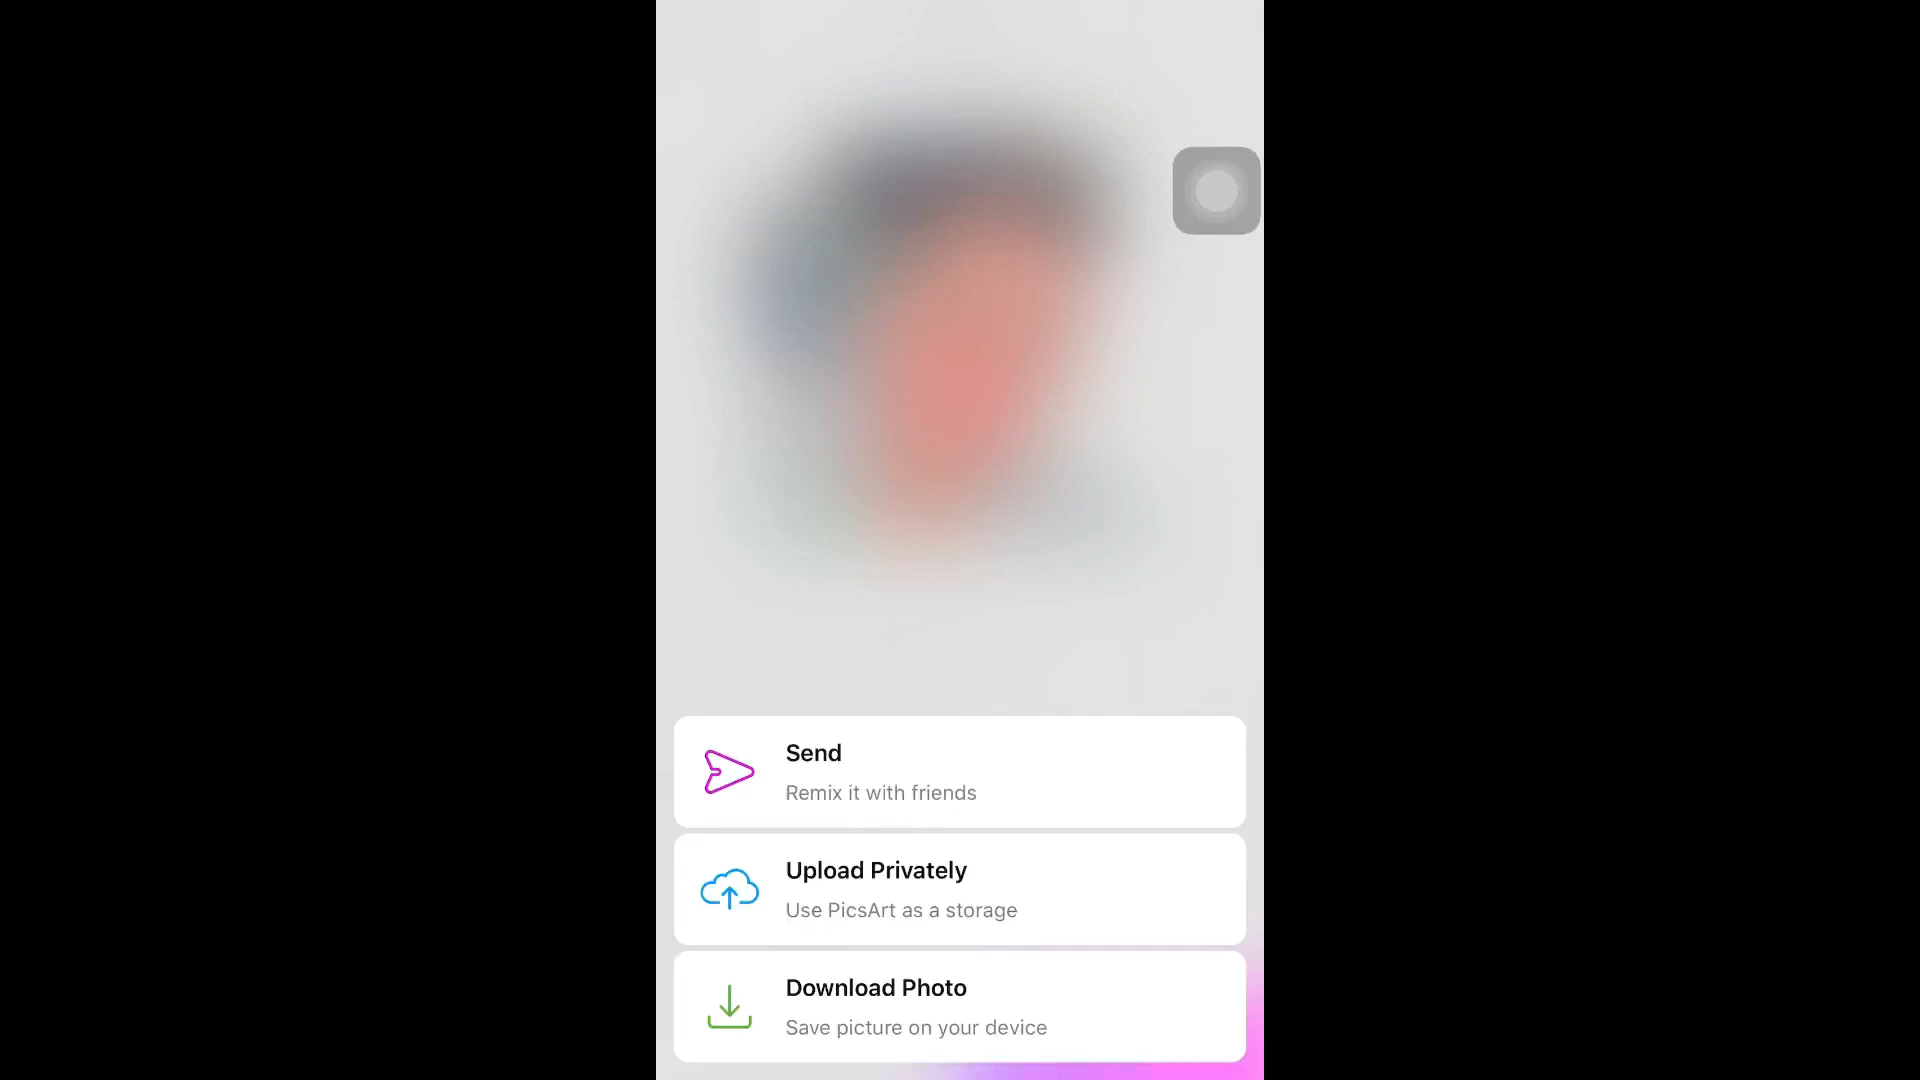 Send
Remix it with friends
Upload Privately
Use PicsArt as a storage
Download Photo
Save picture on your device